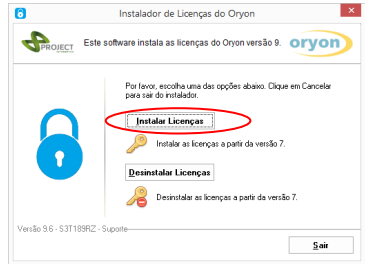 Instalador de Licenças do Oryon
PROJECT
Este software instala as licenças do Oryon versão 9.
oryon
Por favor, escolha uma das opções abaixo. Clique em Cancelar
para sair do instalador.
Instalar Licenças
Instalar as licenças a partir da versão 7.
Desinstalar Licenças
Desinstalar as licenças a partir da versão 7.
Versão 9.6 - S3T189RZ - Suporte
Sair